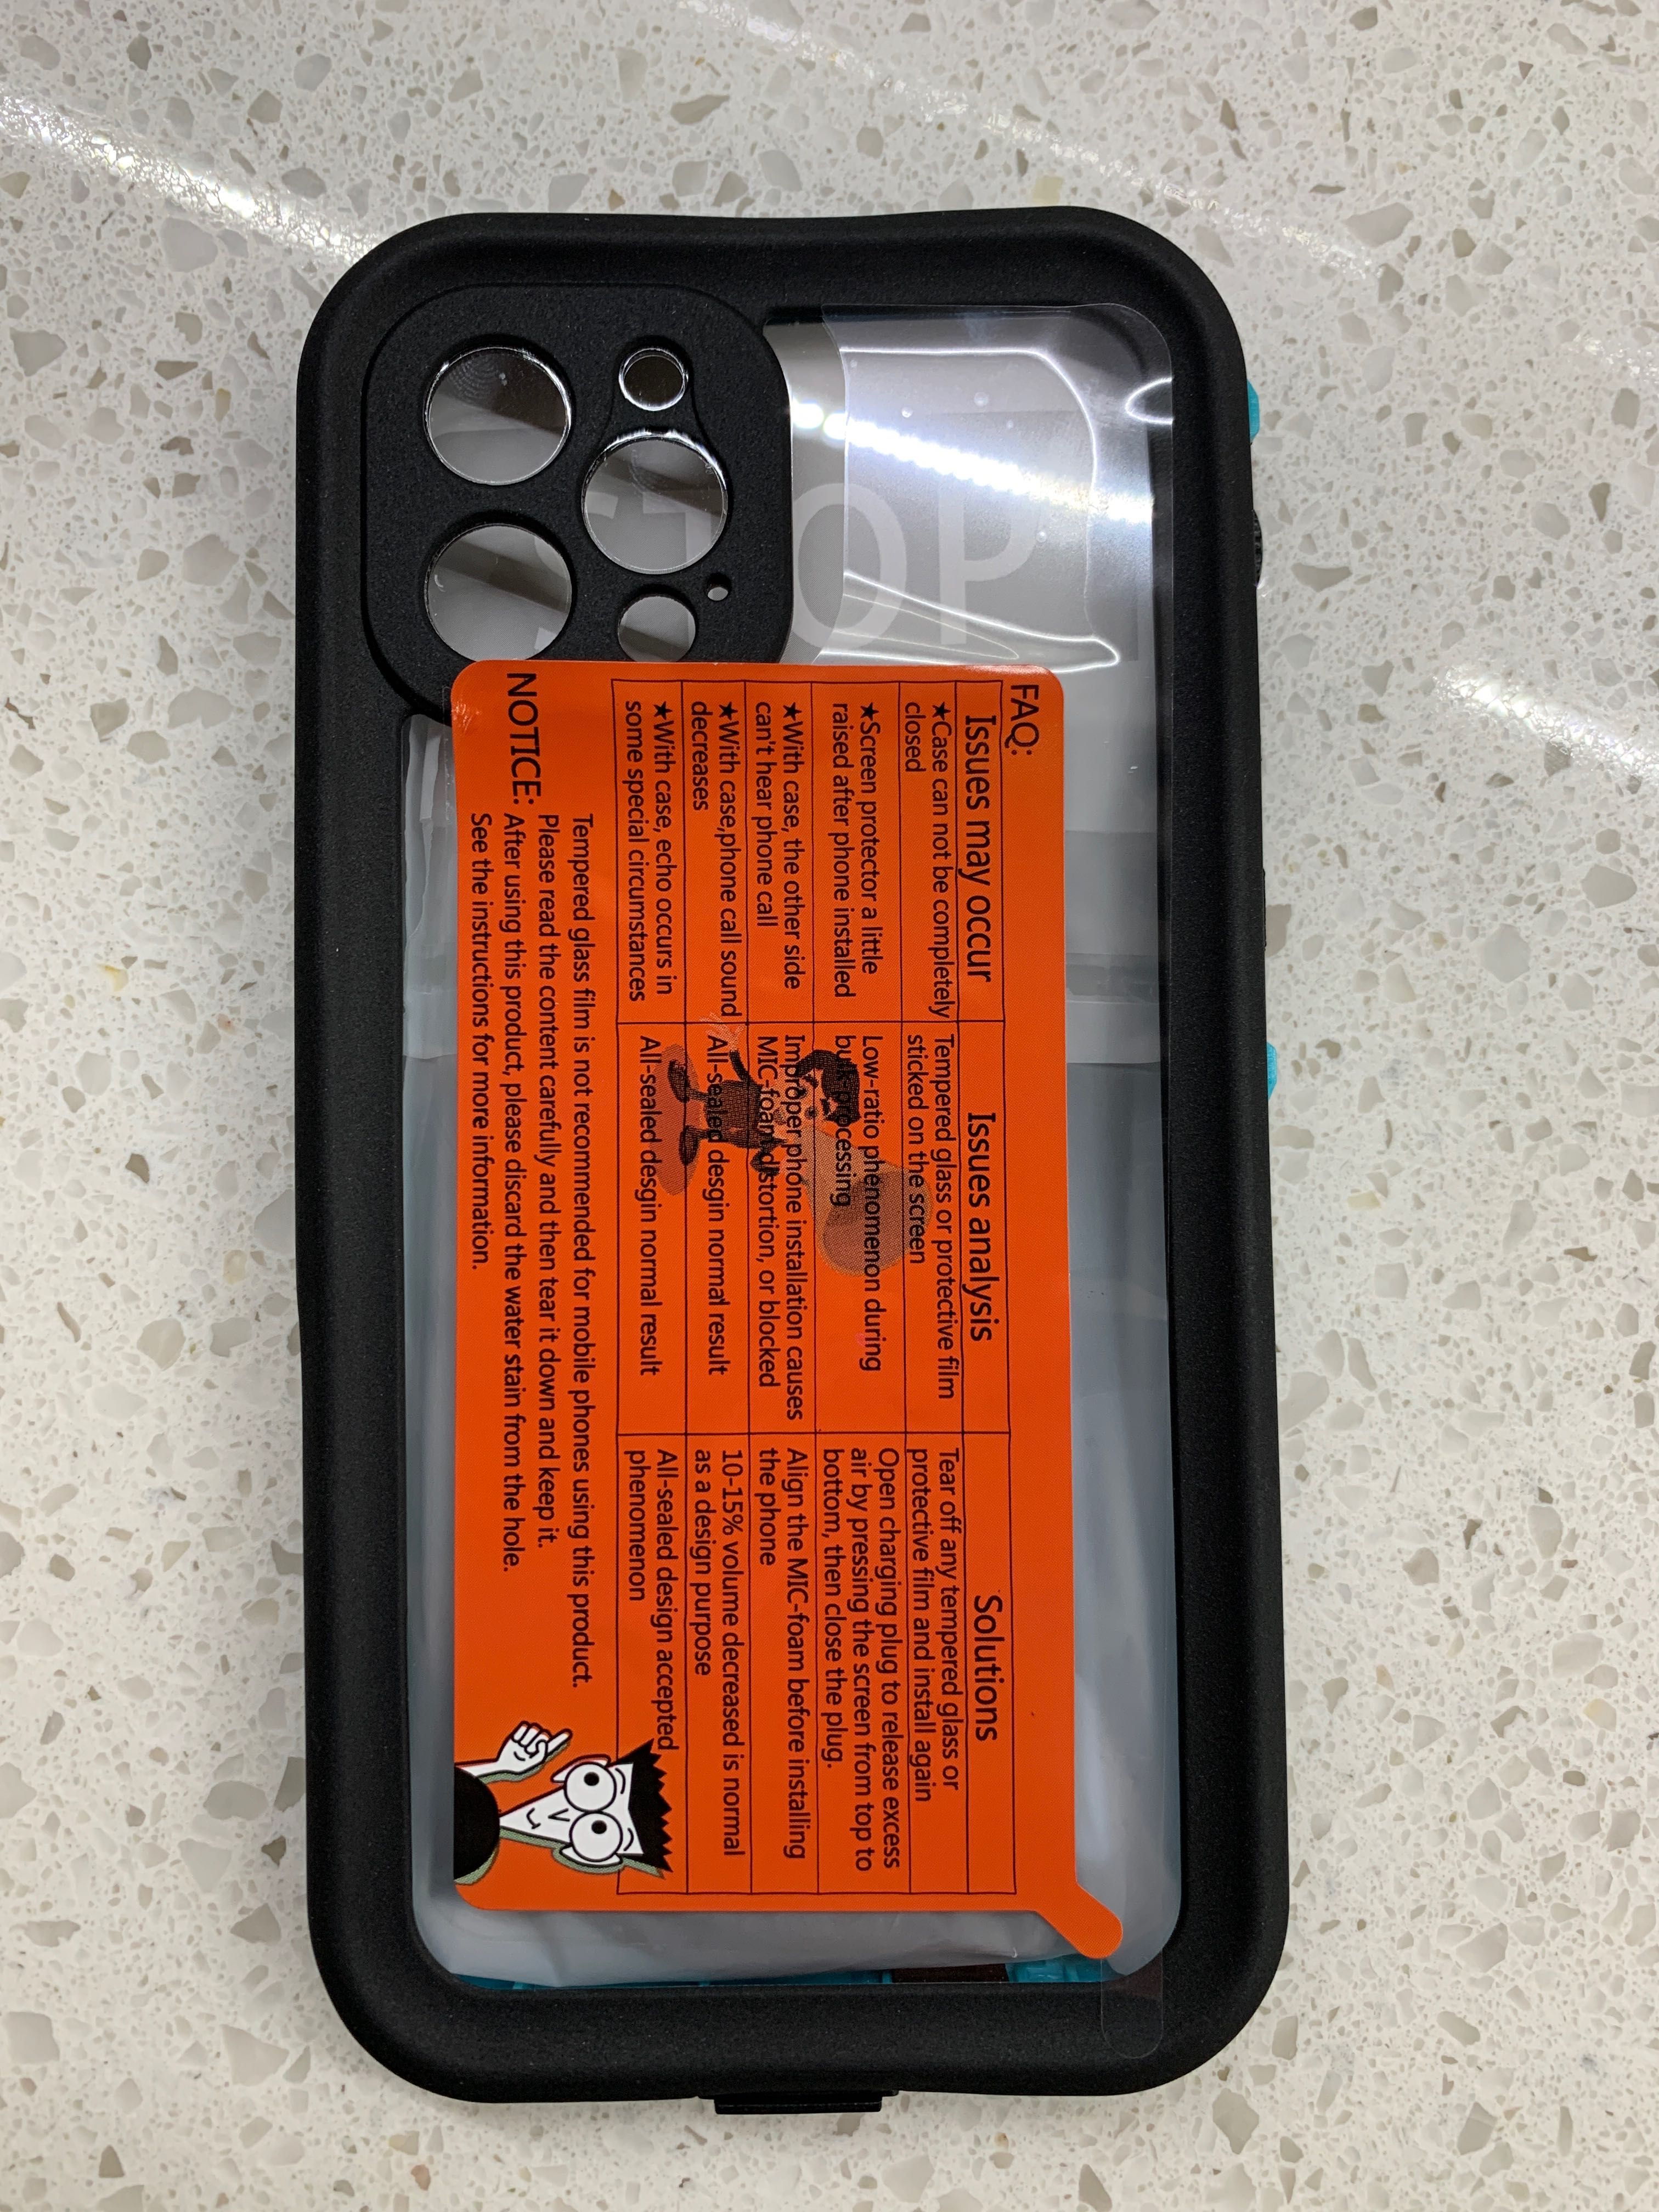 STOP
FAQ:
Issues may occur
Issues analysis
Solutions
★Case can not be completely
closed
Tempered glass or protective film
sticked on the screen
Tear off any tempered glass or
protective film and install again
★Screen protector a little
raised after phone installed
Low-ratio phenomenon during
bulk-processing
Open charging plug to release excess
air by pressing the screen from top to
bottom, then close the plug.
★With case, the other side
can't hear phone call
Improper phone installation causes
MIC-foam distortion, or blocked
Align the MIC-foam before installing
the phone
★With case,phone call sound
decreases
All-sealed desgin normal result
10-15% volume decreased is normal
as a design purpose
★With case, echo occurs in
some special circumstances
All-sealed desgin normal result
All-sealed design accepted
phenomenon
Tempered glass film is not recommended for mobile phones using this product.
Please read the content carefully and then tear it down and keep it.
NOTICE: After using this product, please discard the water stain from the hole.
See the instructions for more information.